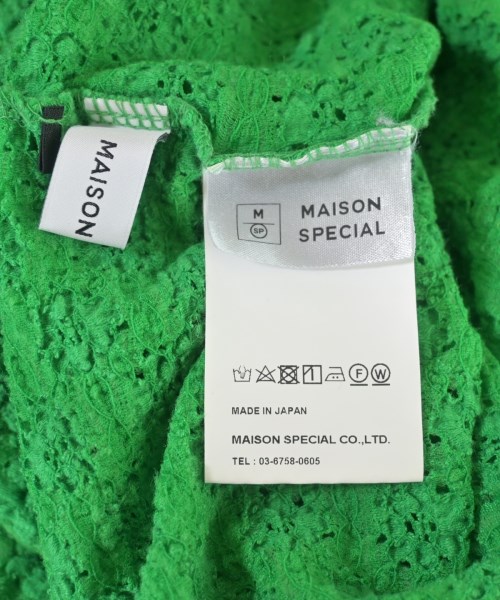 MAISON
M
SP
MAISON
SPECIAL
F W
MADE IN JAPAN
MAISON SPECIAL CO.,LTD.
TEL : 03-6758-0605